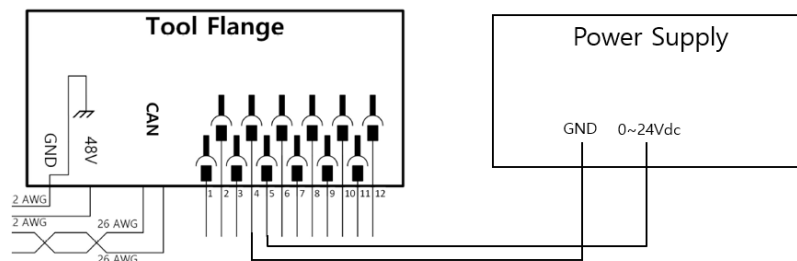 Tool Flange
Power Supply
GND
48V
CAN
GND 0~24Vdc
1 2 3 4 5 6 7 8 9 10 11 12
2 AWG
2 AWG
26 AWG
26 AWG